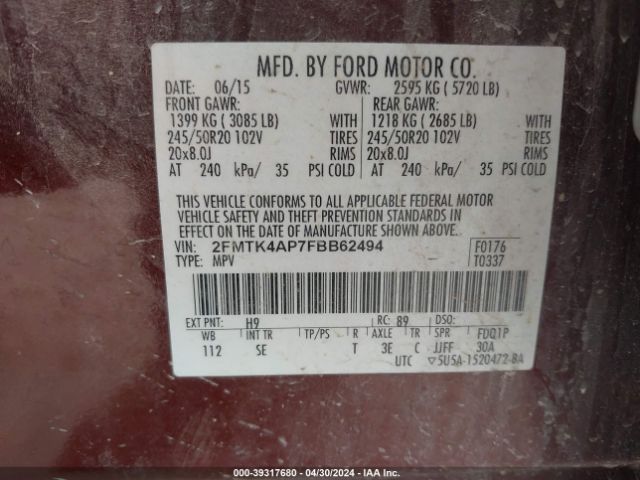 MFD. BY FORD MOTOR CO.
DATE: 06/15 GVWR: 2595 KG ( 5720 LB)
FRONT GAWR: REAR GAWR:
1399 KG ( 3085 LB) WITH 1218 KG ( 2685 LB) WITH
245/50R20 102V TIRES 245/50R20 102V TIRES
20x8.0J RIMS 20x8.0J RIMS
AT 240 kPa/ 35 PSI COLD AT 240 kPa/ 35 PSI COLD
THIS VEHICLE CONFORMS TO ALL APPLICABLE FEDERAL MOTOR
VEHICLE SAFETY AND THEFT PREVENTION STANDARDS IN
EFFECT ON THE DATE OF MANUFACTURE SHOWN ABOVE.
VIN: 2FMTK4AP7FBB62494 F0176
TYPE: MPV T0337
EXT PNT: H9 RC: 89 DSO: FDQ1P
WB INT TR TP/PS R AXLE TR SPR
112 SE T 3E C JJFF 30A
UTC ▽5U5A-1520472-BA
000-39317680 / 04/30/2024 - IAA Inc.